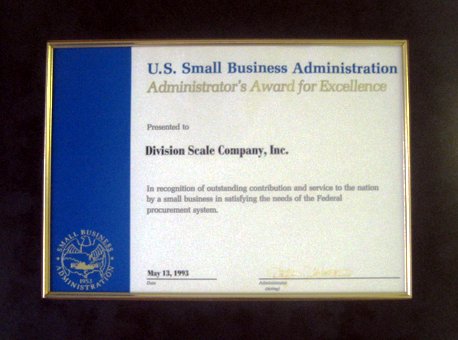 U.S. Small Business Administration
Administrator's Award for Excellence
Presented to
Division Scale Company, Inc.
In recognition of outstanding contribution and service to the nation
by a small business in satisfying the needs of the Federal
procurement system.
SMALL BUSINESS
ADMINISTRATION
1953
May 13, 1993
Date
Administrator
(Acting)